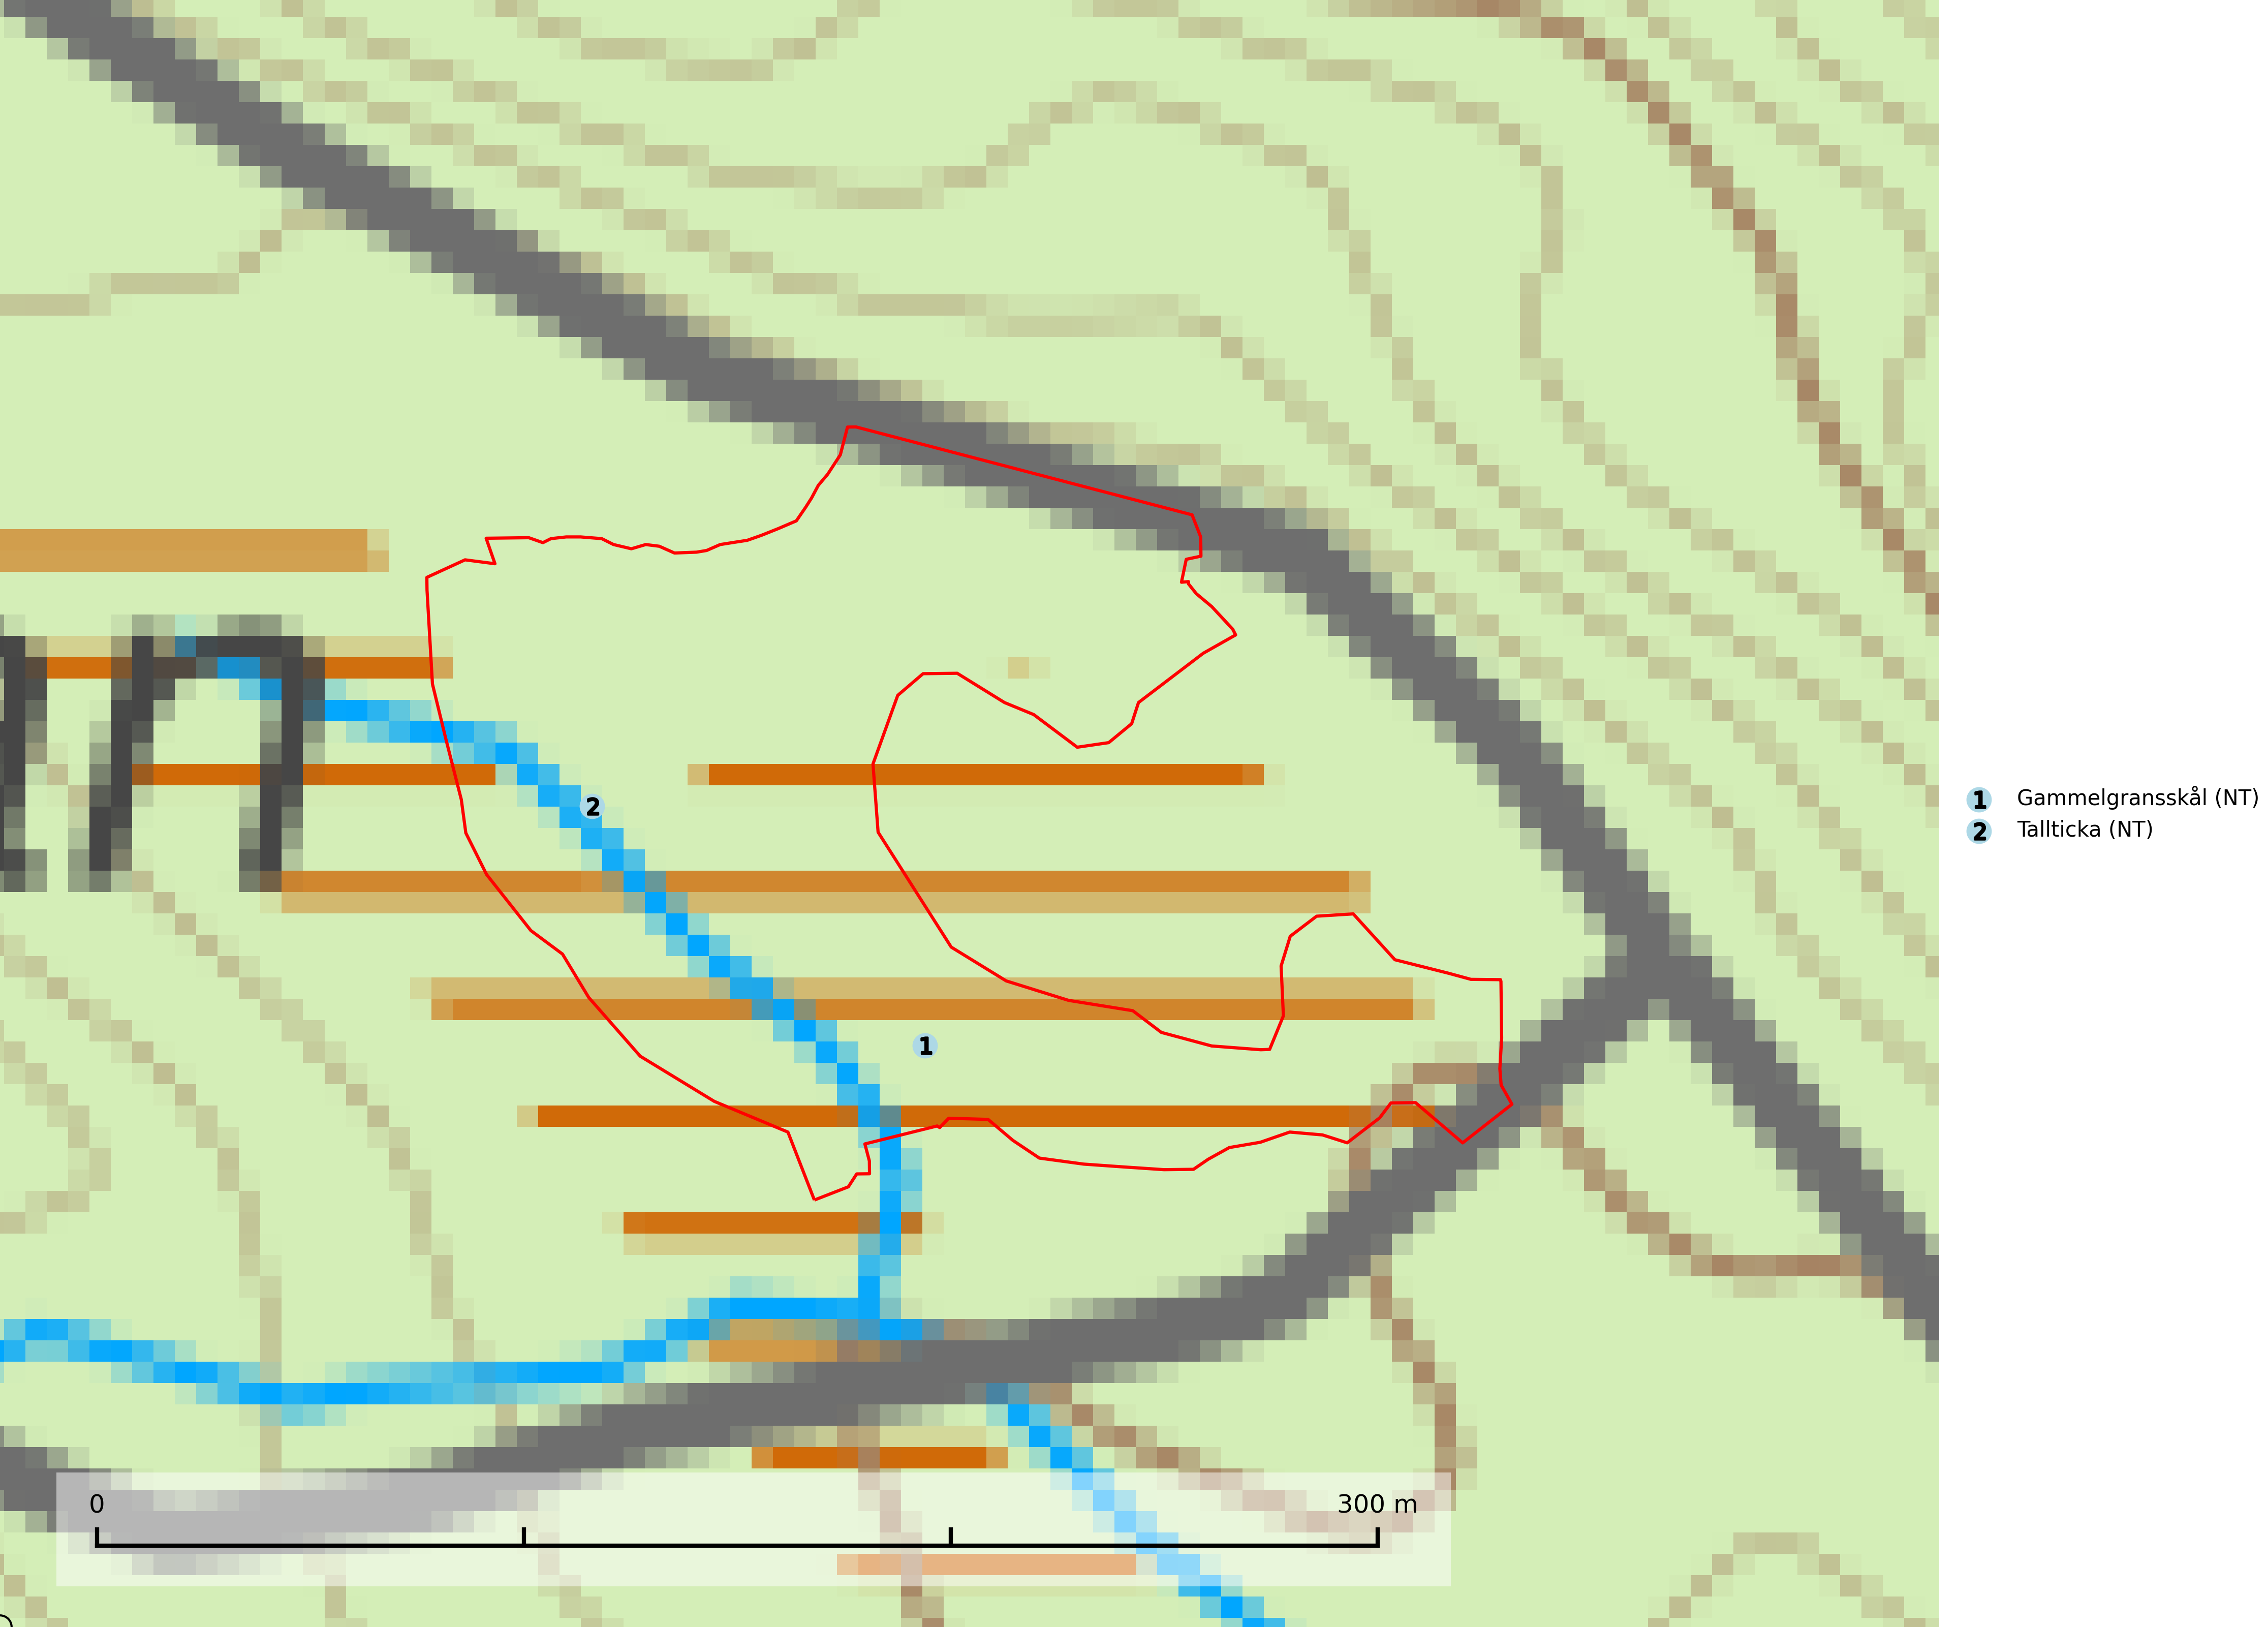 2
1
1 Gammelgransskål (NT)
2 Tallticka (NT)
0 300 m